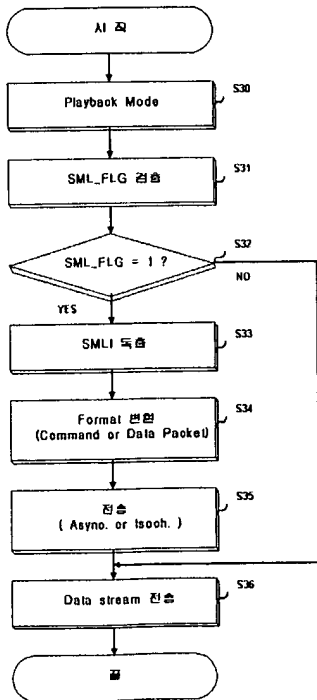 시 작
Playback Mode
S30
SML_FLG 검출
S31
SML_FLG = 1 ?
S32
NO
YES
SMLI 독출
S33
Format 변환
(Command or Data Packet)
S34
전송
( Async. or Isoch. )
S35
Data stream 전송
S36
끝